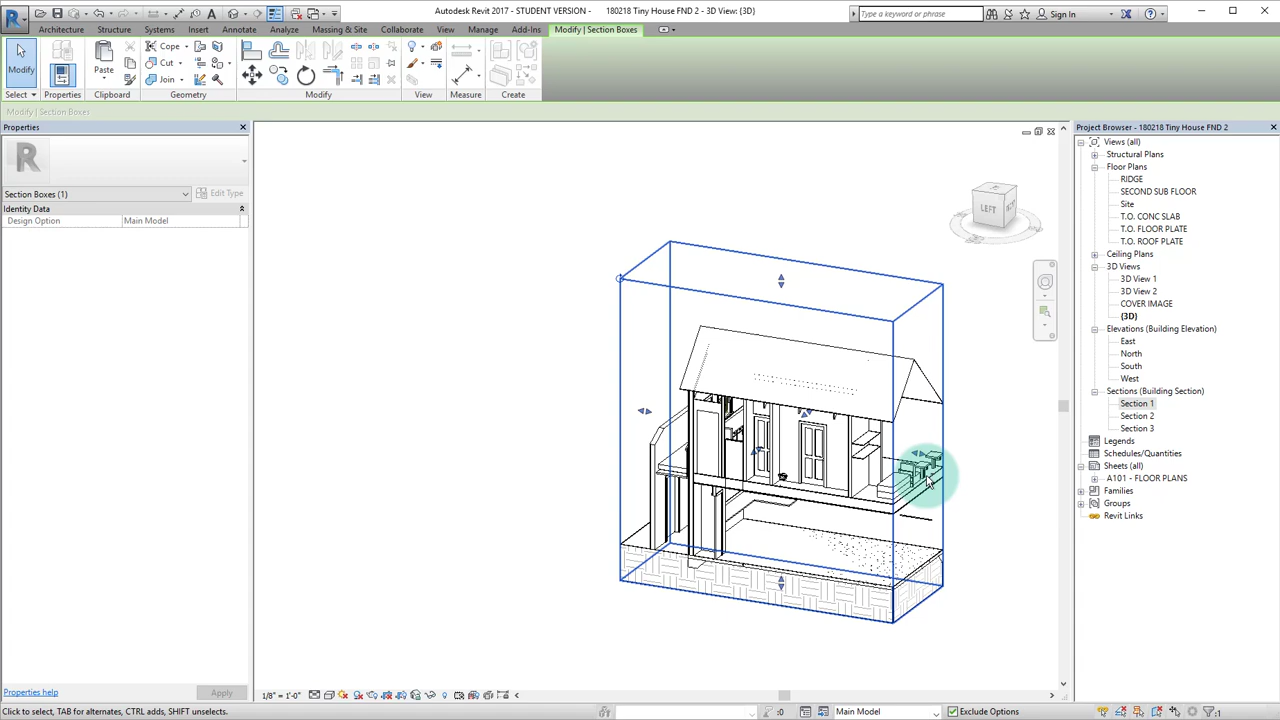 Autodesk Revit 2017 - STUDENT VERSION - 180218 Tiny House FND 2 - 3D View: {3D}
Type a keyword or phrase
Sign In
Architecture Structure Systems Insert Annotate Analyze Massing & Site Collaborate View Manage Add-Ins Modify | Section Boxes
Modify
Paste
Cope
Cut
Join
Select Properties Clipboard Geometry Modify View Measure Create
Modify | Section Boxes
Properties
Section Boxes (1)
Edit Type
Identity Data
Design Option Main Model
Properties help
Apply
LEFT
Project Browser - 180218 Tiny House FND 2
Views (all)
Structural Plans
Floor Plans
RIDGE
SECOND SUB FLOOR
Site
T.O. CONC SLAB
T.O. FLOOR PLATE
T.O. ROOF PLATE
Ceiling Plans
3D Views
3D View 1
3D View 2
COVER IMAGE
{3D}
Elevations (Building Elevation)
East
North
South
West
Sections (Building Section)
Section 1
Section 2
Section 3
Legends
Schedules/Quantities
Sheets (all)
A101 - FLOOR PLANS
Families
Groups
Revit Links
1/8" = 1'-0"
Click to select, TAB for alternates, CTRL adds, SHIFT unselects.
:0
Main Model
Exclude Options
:1